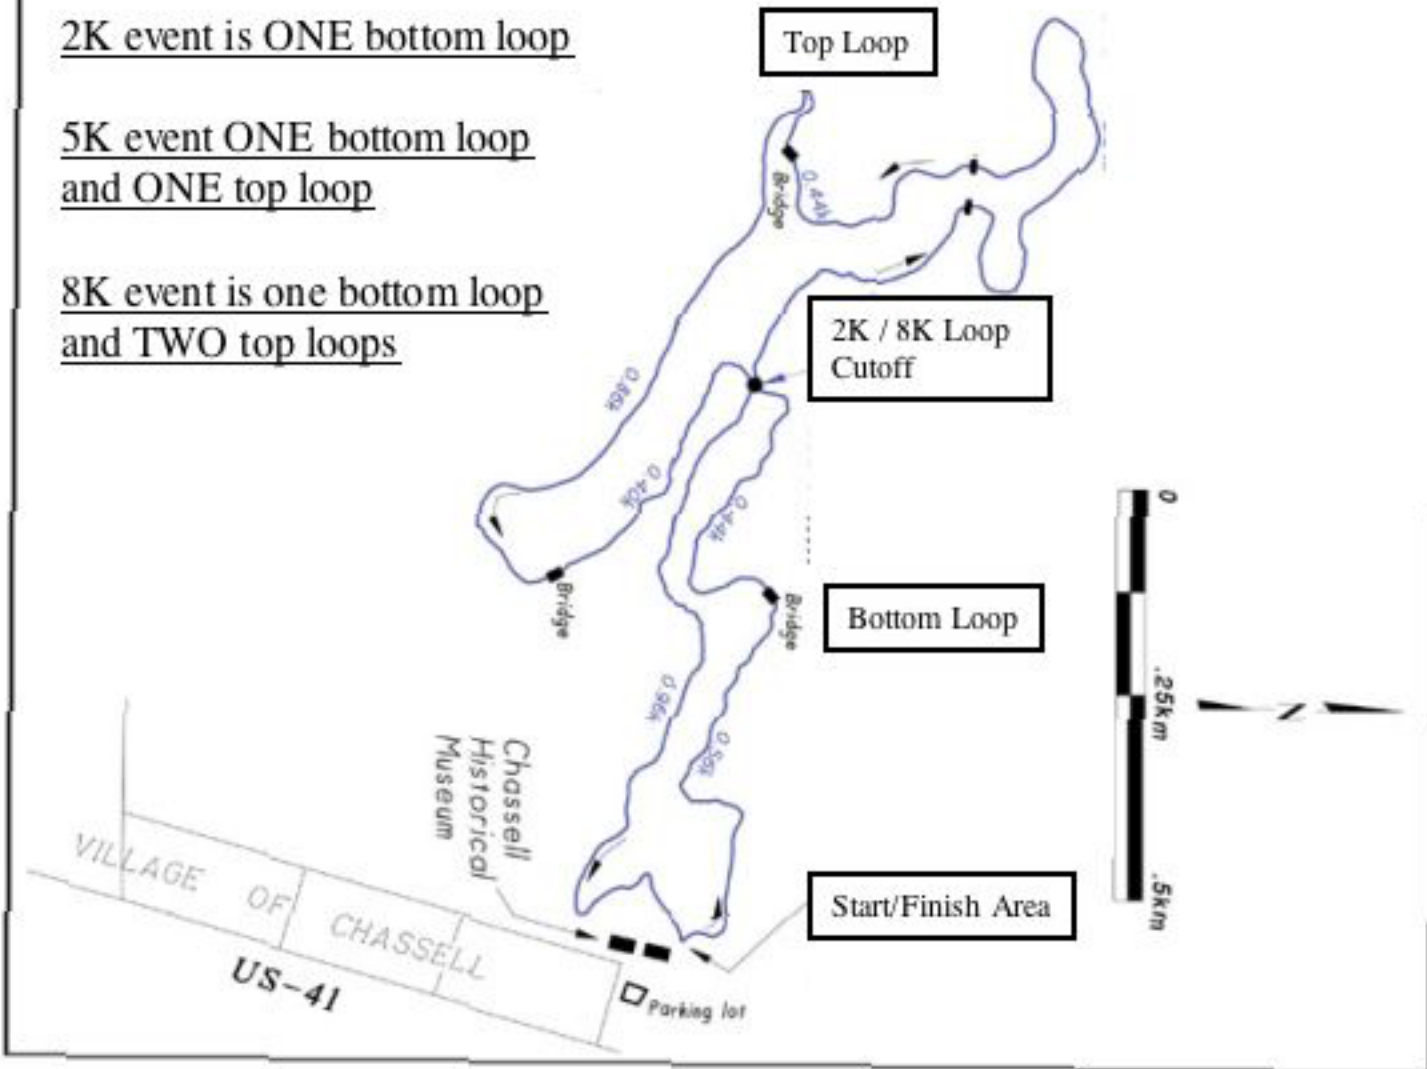 2K event is ONE bottom loop
5K event ONE bottom loop
and ONE top loop
8K event is one bottom loop
and TWO top loops
Top Loop
Bridge
0.44k
2K / 8K Loop
Cutoff
0.86k
0.40k
0.44k
Bridge
Bridge
Bottom Loop
0.96k
0.56k
Chassell
Historical
Museum
Start/Finish Area
VILLAGE OF CHASSELL
US-41
Parking lot
0
.25km
.5km
N